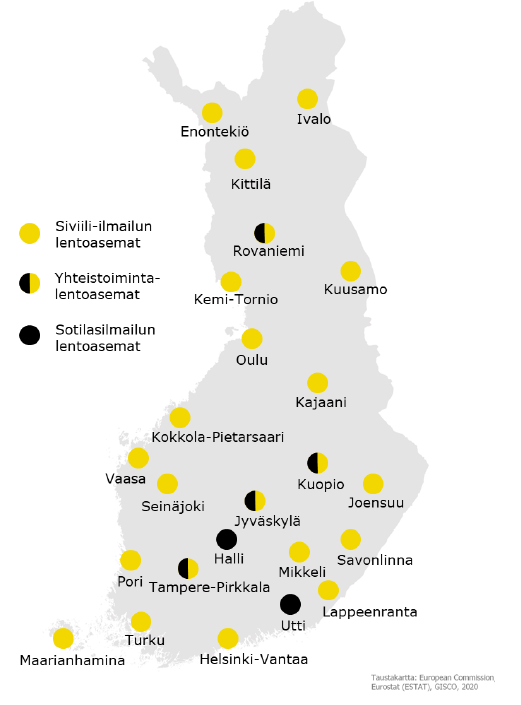 Ivalo
Enontekiö
Kittilä
Siviili-ilmailun
lentoasemat
Rovaniemi
Yhteistoiminta-
lentoasemat
Kuusamo
Kemi-Tornio
Sotilasilmailun
lentoasemat
Oulu
Kajaani
Kokkola-Pietarsaari
Vaasa
Kuopio
Seinäjoki
Joensuu
Jyväskylä
Halli
Savonlinna
Mikkeli
Pori
Tampere-Pirkkala
Lappeenranta
Utti
Turku
Maarianhamina
Helsinki-Vantaa
Taustakartta: European Commission,
Eurostat (ESTAT), GISCO, 2020